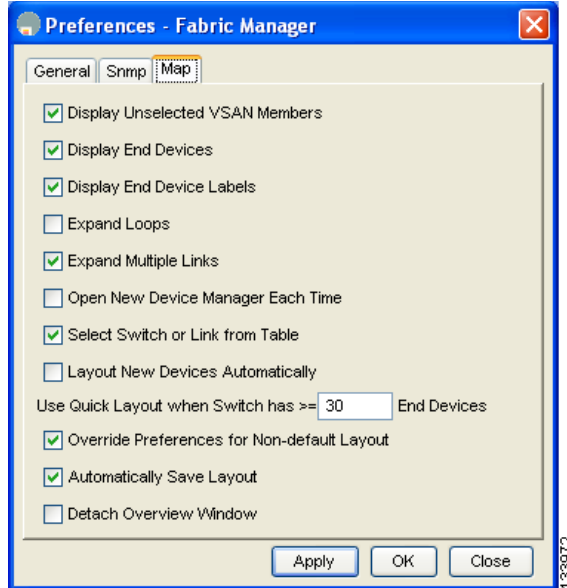 Preferences - Fabric Manager
General Snmp Map
Display Unselected VSAN Members
Display End Devices
Display End Device Labels
Expand Loops
Expand Multiple Links
Open New Device Manager Each Time
Select Switch or Link from Table
Layout New Devices Automatically
Use Quick Layout when Switch has >= 30 End Devices
Override Preferences for Non-default Layout
Automatically Save Layout
Detach Overview Window
Apply OK Close
133972